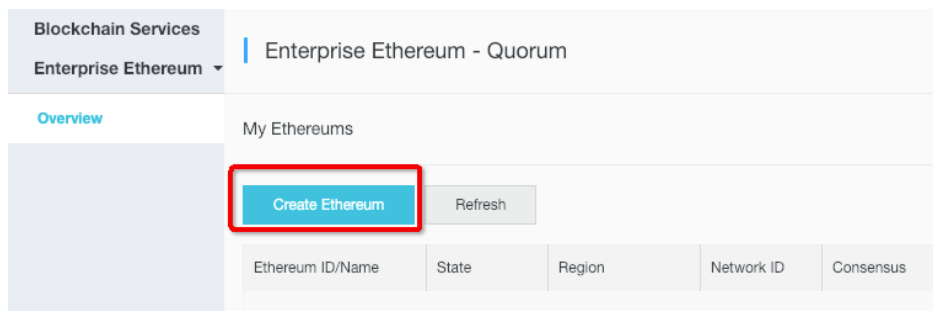 Blockchain Services
Enterprise Ethereum
Overview
Enterprise Ethereum - Quorum
My Ethereums
Create Ethereum Refresh
Ethereum ID/Name State Region Network ID Consensus